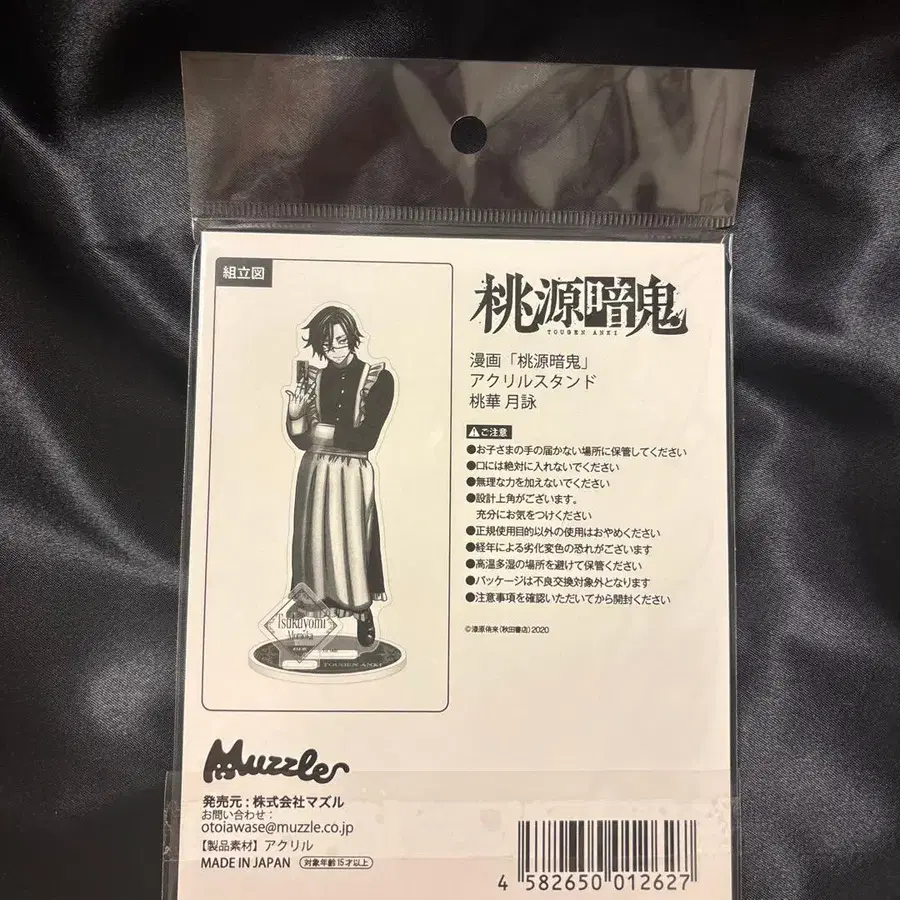 組立図
Tsukuyomi
Momoka
TOUGEN ANKI
桃源暗鬼
TOUGEN ANKI
漫画「桃源暗鬼」
アクリルスタンド
桃華 月詠
ご注意
●お子さまの手の届かない場所に保管してください
●口には絶対に入れないでください
●無理な力を加えないでください
●設計上角がございます。
充分にお気をつけください
●正規使用目的以外の使用はおやめください
●経年による劣化変色の恐れがございます
●高温多湿の場所を避けて保管ください
●パッケージは不良交換対象外となります
●注意事項を確認いただいてから開封ください
©漆原侑来(秋田書店)2020
Muzzle
発売元:株式会社マズル
お問い合わせ:
otoiawase@muzzle.co.jp
【製品素材】アクリル
MADE IN JAPAN 対象年齢15才以上
4 582650 012627